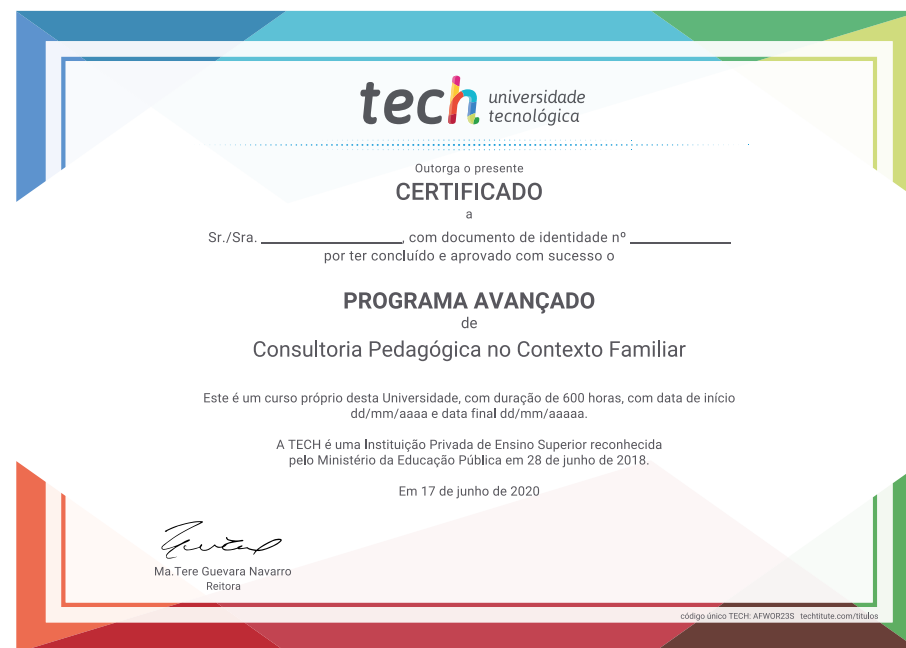 tech universidade
tecnológica
Outorga o presente
CERTIFICADO
a
Sr./Sra. ________________, com documento de identidade nº ____________
por ter concluído e aprovado com sucesso o
PROGRAMA AVANÇADO
de
Consultoria Pedagógica no Contexto Familiar
Este é um curso próprio desta Universidade, com duração de 600 horas, com data de início
dd/mm/aaaa e data final dd/mm/aaaaa.
A TECH é uma Instituição Privada de Ensino Superior reconhecida
pelo Ministério da Educação Pública em 28 de junho de 2018.
Em 17 de junho de 2020
Ma.Tere Guevara Navarro
Reitora
código único TECH: AFWOR23S techtitute.com/titulos